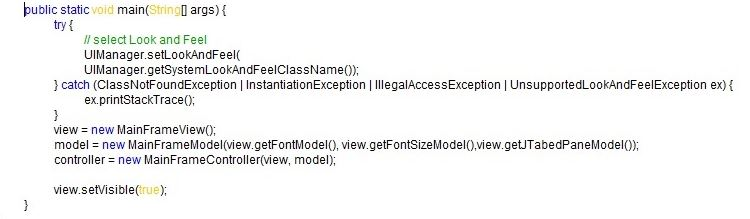 public static void main(String[] args) {
try {
// select Look and Feel
UIManager.setLookAndFeel(
UIManager.getSystemLookAndFeelClassName());
} catch (ClassNotFoundException | InstantiationException | IllegalAccessException | UnsupportedLookAndFeelException ex) {
ex.printStackTrace();
}
view = new MainFrameView();
model = new MainFrameModel(view.getFontModel(), view.getFontSizeModel(),view.getJTabedPaneModel());
controller = new MainFrameController(view, model);
view.setVisible(true);
}